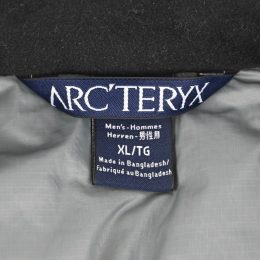 ARC'TERYX
Men's-Hommes
Herren-男性用
XL/TG
Made in Bangladesh/
Fabriqué au Bangladesh